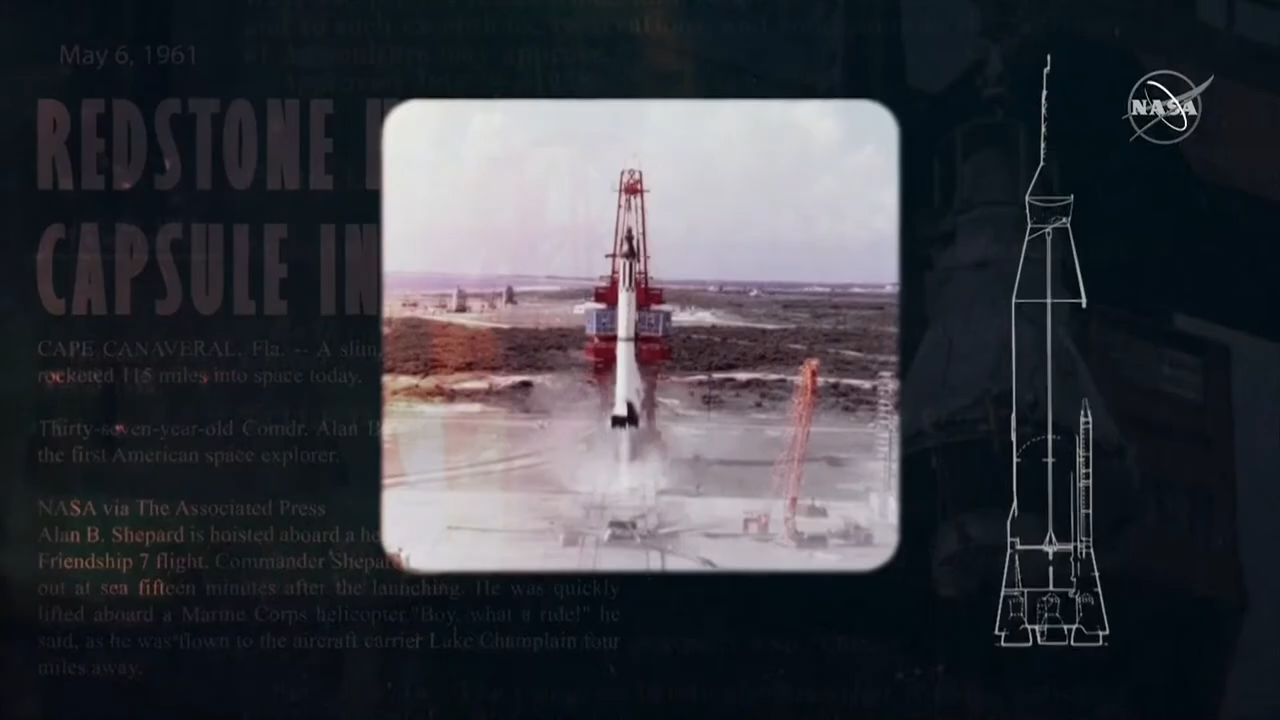 May 6, 1961
NASA
REDSTONE
CAPSULE IN
CAPE CANAVERAL, Fla. -- A slim,
rocketed 115 miles into space today.
Thirty-seven-year-old Comdr. Alan B.
the first American space explorer.
NASA via The Associated Press
Alan B. Shepard is hoisted aboard a he
Friendship 7 flight. Commander Shepard
out at sea fifteen minutes after the launching. He was quickly
lifted aboard a Marine Corps helicopter "Boy, what a ride!" he
said, as he was flown to the aircraft carrier Lake Champlain four
miles away.